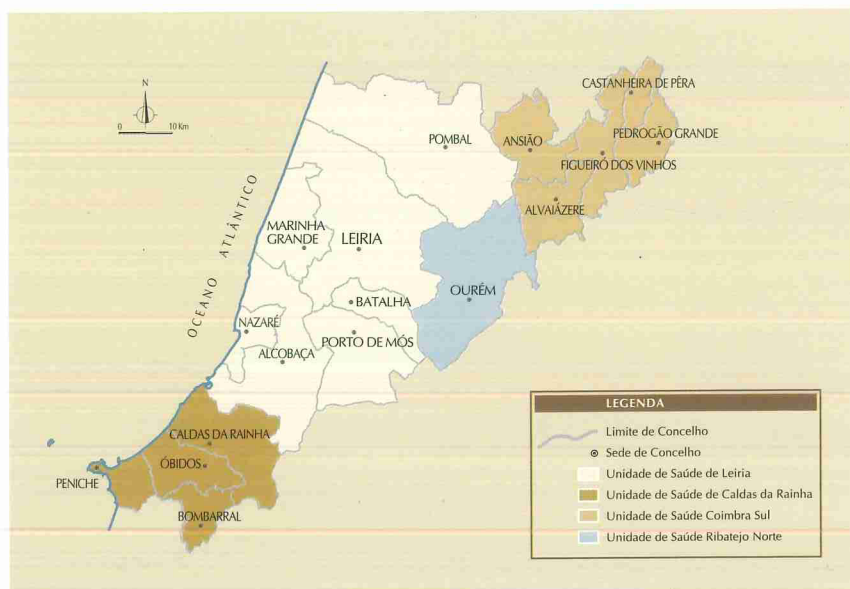 N
0 10 Km
OCEANO ATLÂNTICO
CASTANHEIRA DE PÊRA
POMBAL
ANSIÃO
PEDROGÃO GRANDE
FIGUEIRÓ DOS VINHOS
ALVAIÁZERE
MARINHA
GRANDE
LEIRIA
OURÉM
BATALHA
NAZARÉ
PORTO DE MÓS
ALCOBAÇA
CALDAS DA RAINHA
ÓBIDOS
PENICHE
BOMBARRAL
LEGENDA
Limite de Concelho
Sede de Concelho
Unidade de Saúde de Leiria
Unidade de Saúde de Caldas da Rainha
Unidade de Saúde Coimbra Sul
Unidade de Saúde Ribatejo Norte